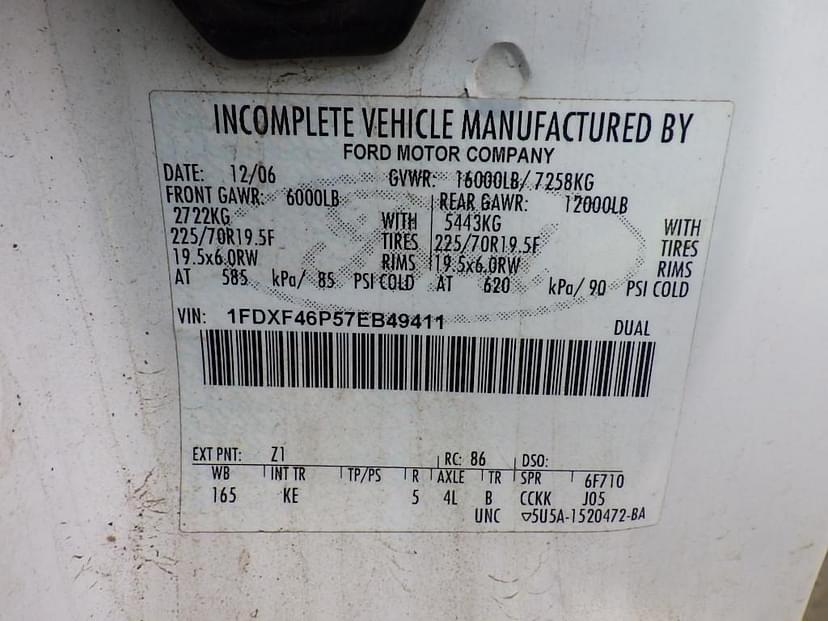 INCOMPLETE VEHICLE MANUFACTURED BY
FORD MOTOR COMPANY
DATE: 12/06 GVWR: 16000LB/ 7258KG
FRONT GAWR: 6000LB REAR GAWR: 12000LB
2722KG WITH 5443KG WITH
225/70R19.5F TIRES 225/70R19.5F TIRES
19.5x6.0RW RIMS 19.5x6.0RW RIMS
AT 585 kPa/ 85 PSI COLD AT 620 kPa/ 90 PSI COLD
VIN: 1FDXF46P57EB49411 DUAL
EXT PNT: Z1 RC: 86 DSO:
WB INT TR TP/PS R AXLE TR SPR 6F710
165 KE 5 4L B CCKK J05
UNC ▽5U5A-1520472-BA